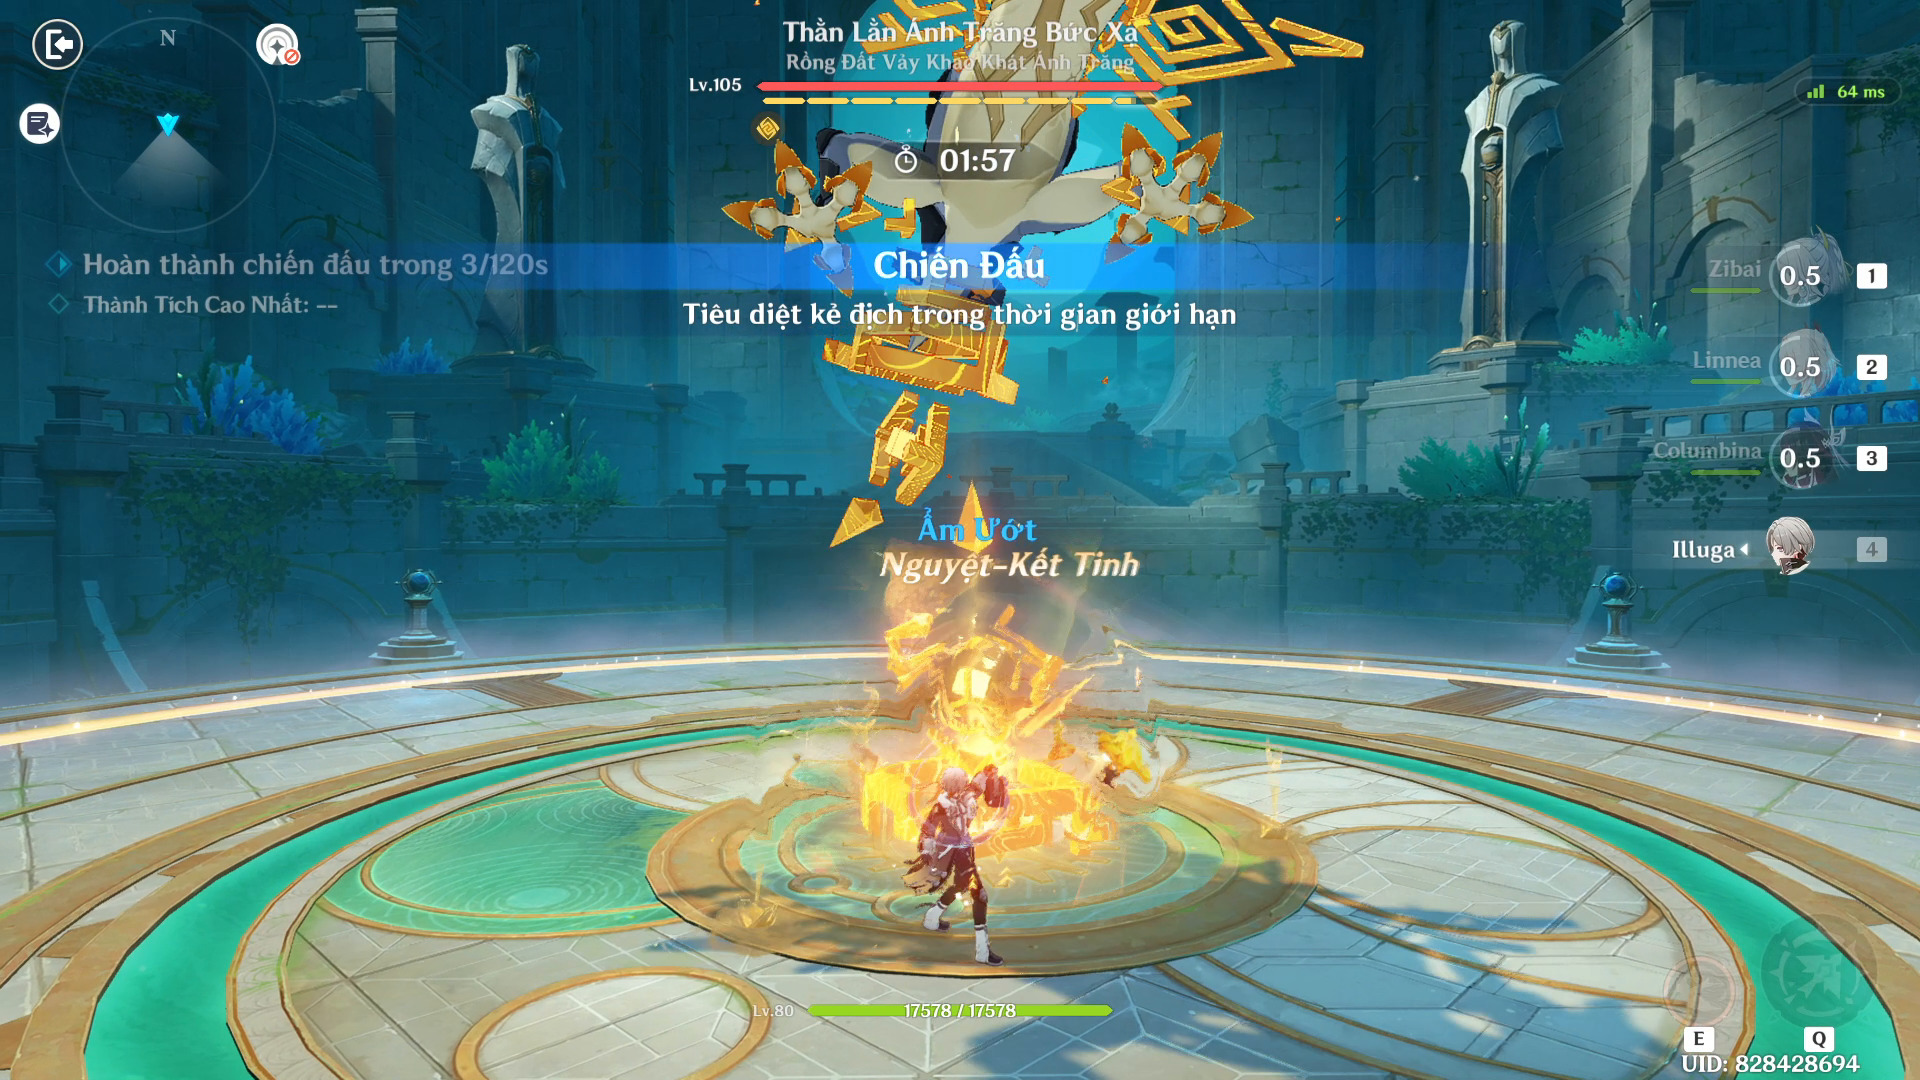 N
Thằn Lằn Ánh Trăng Bức Xạ
Rồng Đất Vảy Khao Khát Ánh Trăng
Lv.105
64 ms
01:57
Hoàn thành chiến đấu trong 3/120s
Thành Tích Cao Nhất: --
Chiến Đấu
Tiêu diệt kẻ địch trong thời gian giới hạn
Zibai 0.5 1
Linnea 0.5 2
Columbina 0.5 3
Illuga 4
Ẩm Ướt
Nguyệt-Kết Tinh
Lv.80 17578 / 17578
E Q
UID: 828428694